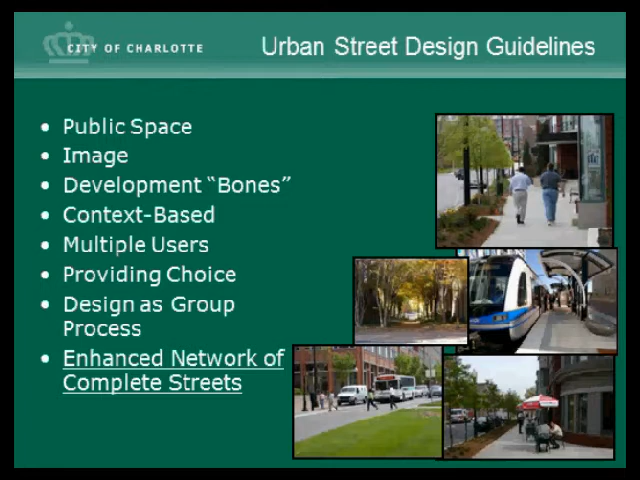 CITY OF CHARLOTTE
Urban Street Design Guidelines
• Public Space
• Image
• Development “Bones”
• Context-Based
• Multiple Users
• Providing Choice
• Design as Group
Process
• Enhanced Network of
Complete Streets